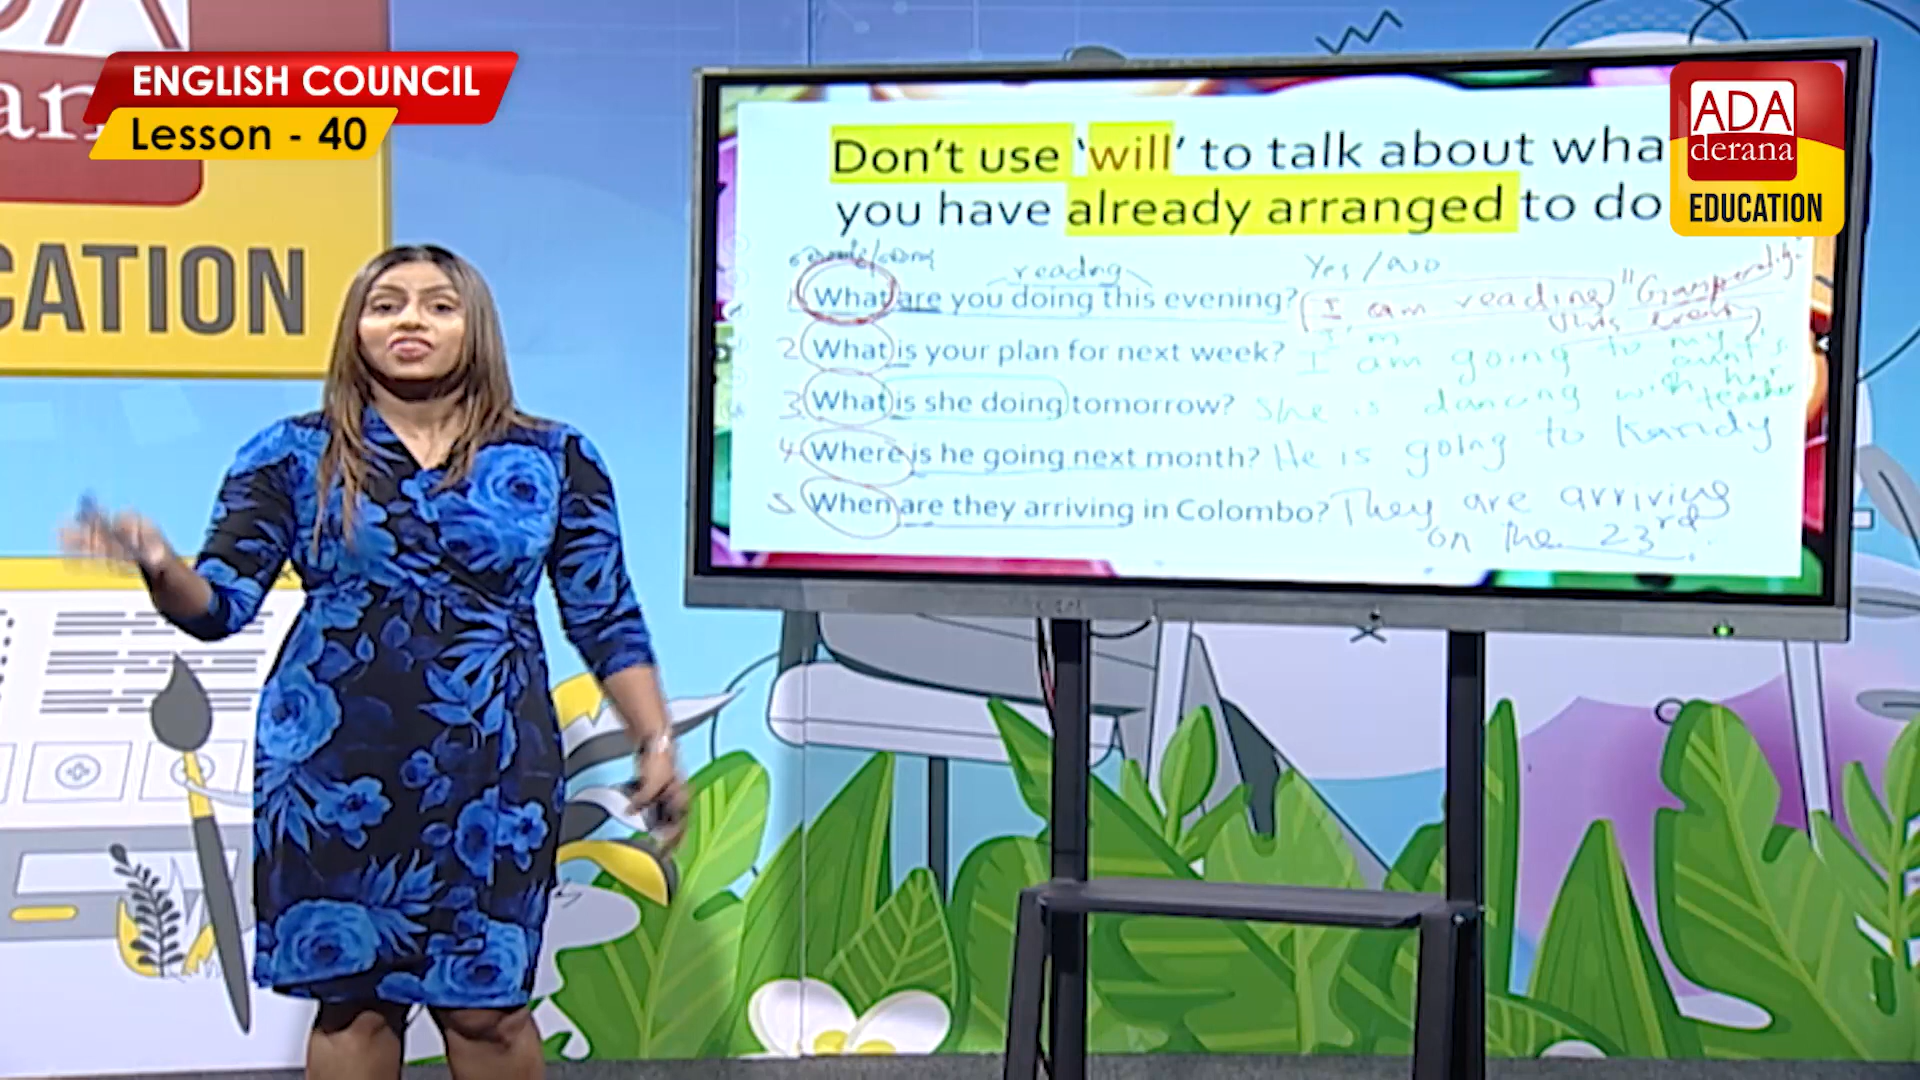 ENGLISH COUNCIL
Lesson - 40
CATION
ADA
derana
EDUCATION
Don't use 'will' to talk about wha
you have already arranged to do
reading
Yes / No
1 What are you doing this evening? I am reading
this
I'm
2 What is your plan for next week? I am going to my
aunt's
3 What is she doing tomorrow? She is dancing with her
teacher
4 Where is he going next month? He is going to Kandy
5 When are they arriving in Colombo? They are arriving
on the 23rd.